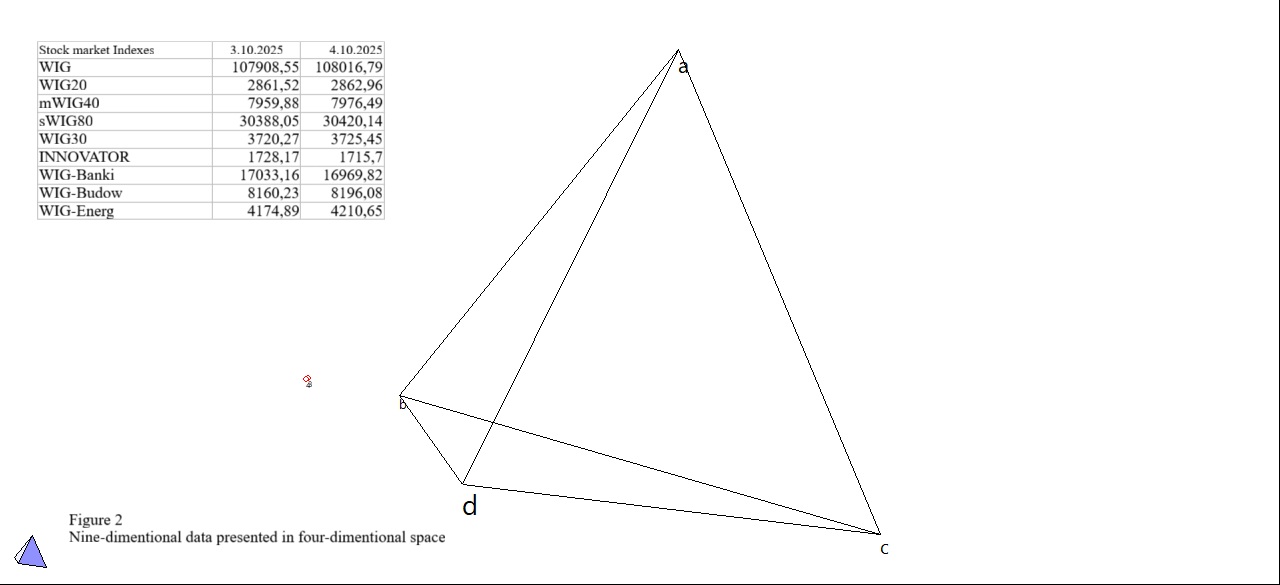 Stock market Indexes 3.10.2025 4.10.2025
WIG 107908,55 108016,79
WIG20 2861,52 2862,96
mWIG40 7959,88 7976,49
sWIG80 30388,05 30420,14
WIG30 3720,27 3725,45
INNOVATOR 1728,17 1715,7
WIG-Banki 17033,16 16969,82
WIG-Budow 8160,23 8196,08
WIG-Energ 4174,89 4210,65
a
b
d
c
Figure 2
Nine-dimentional data presented in four-dimentional space